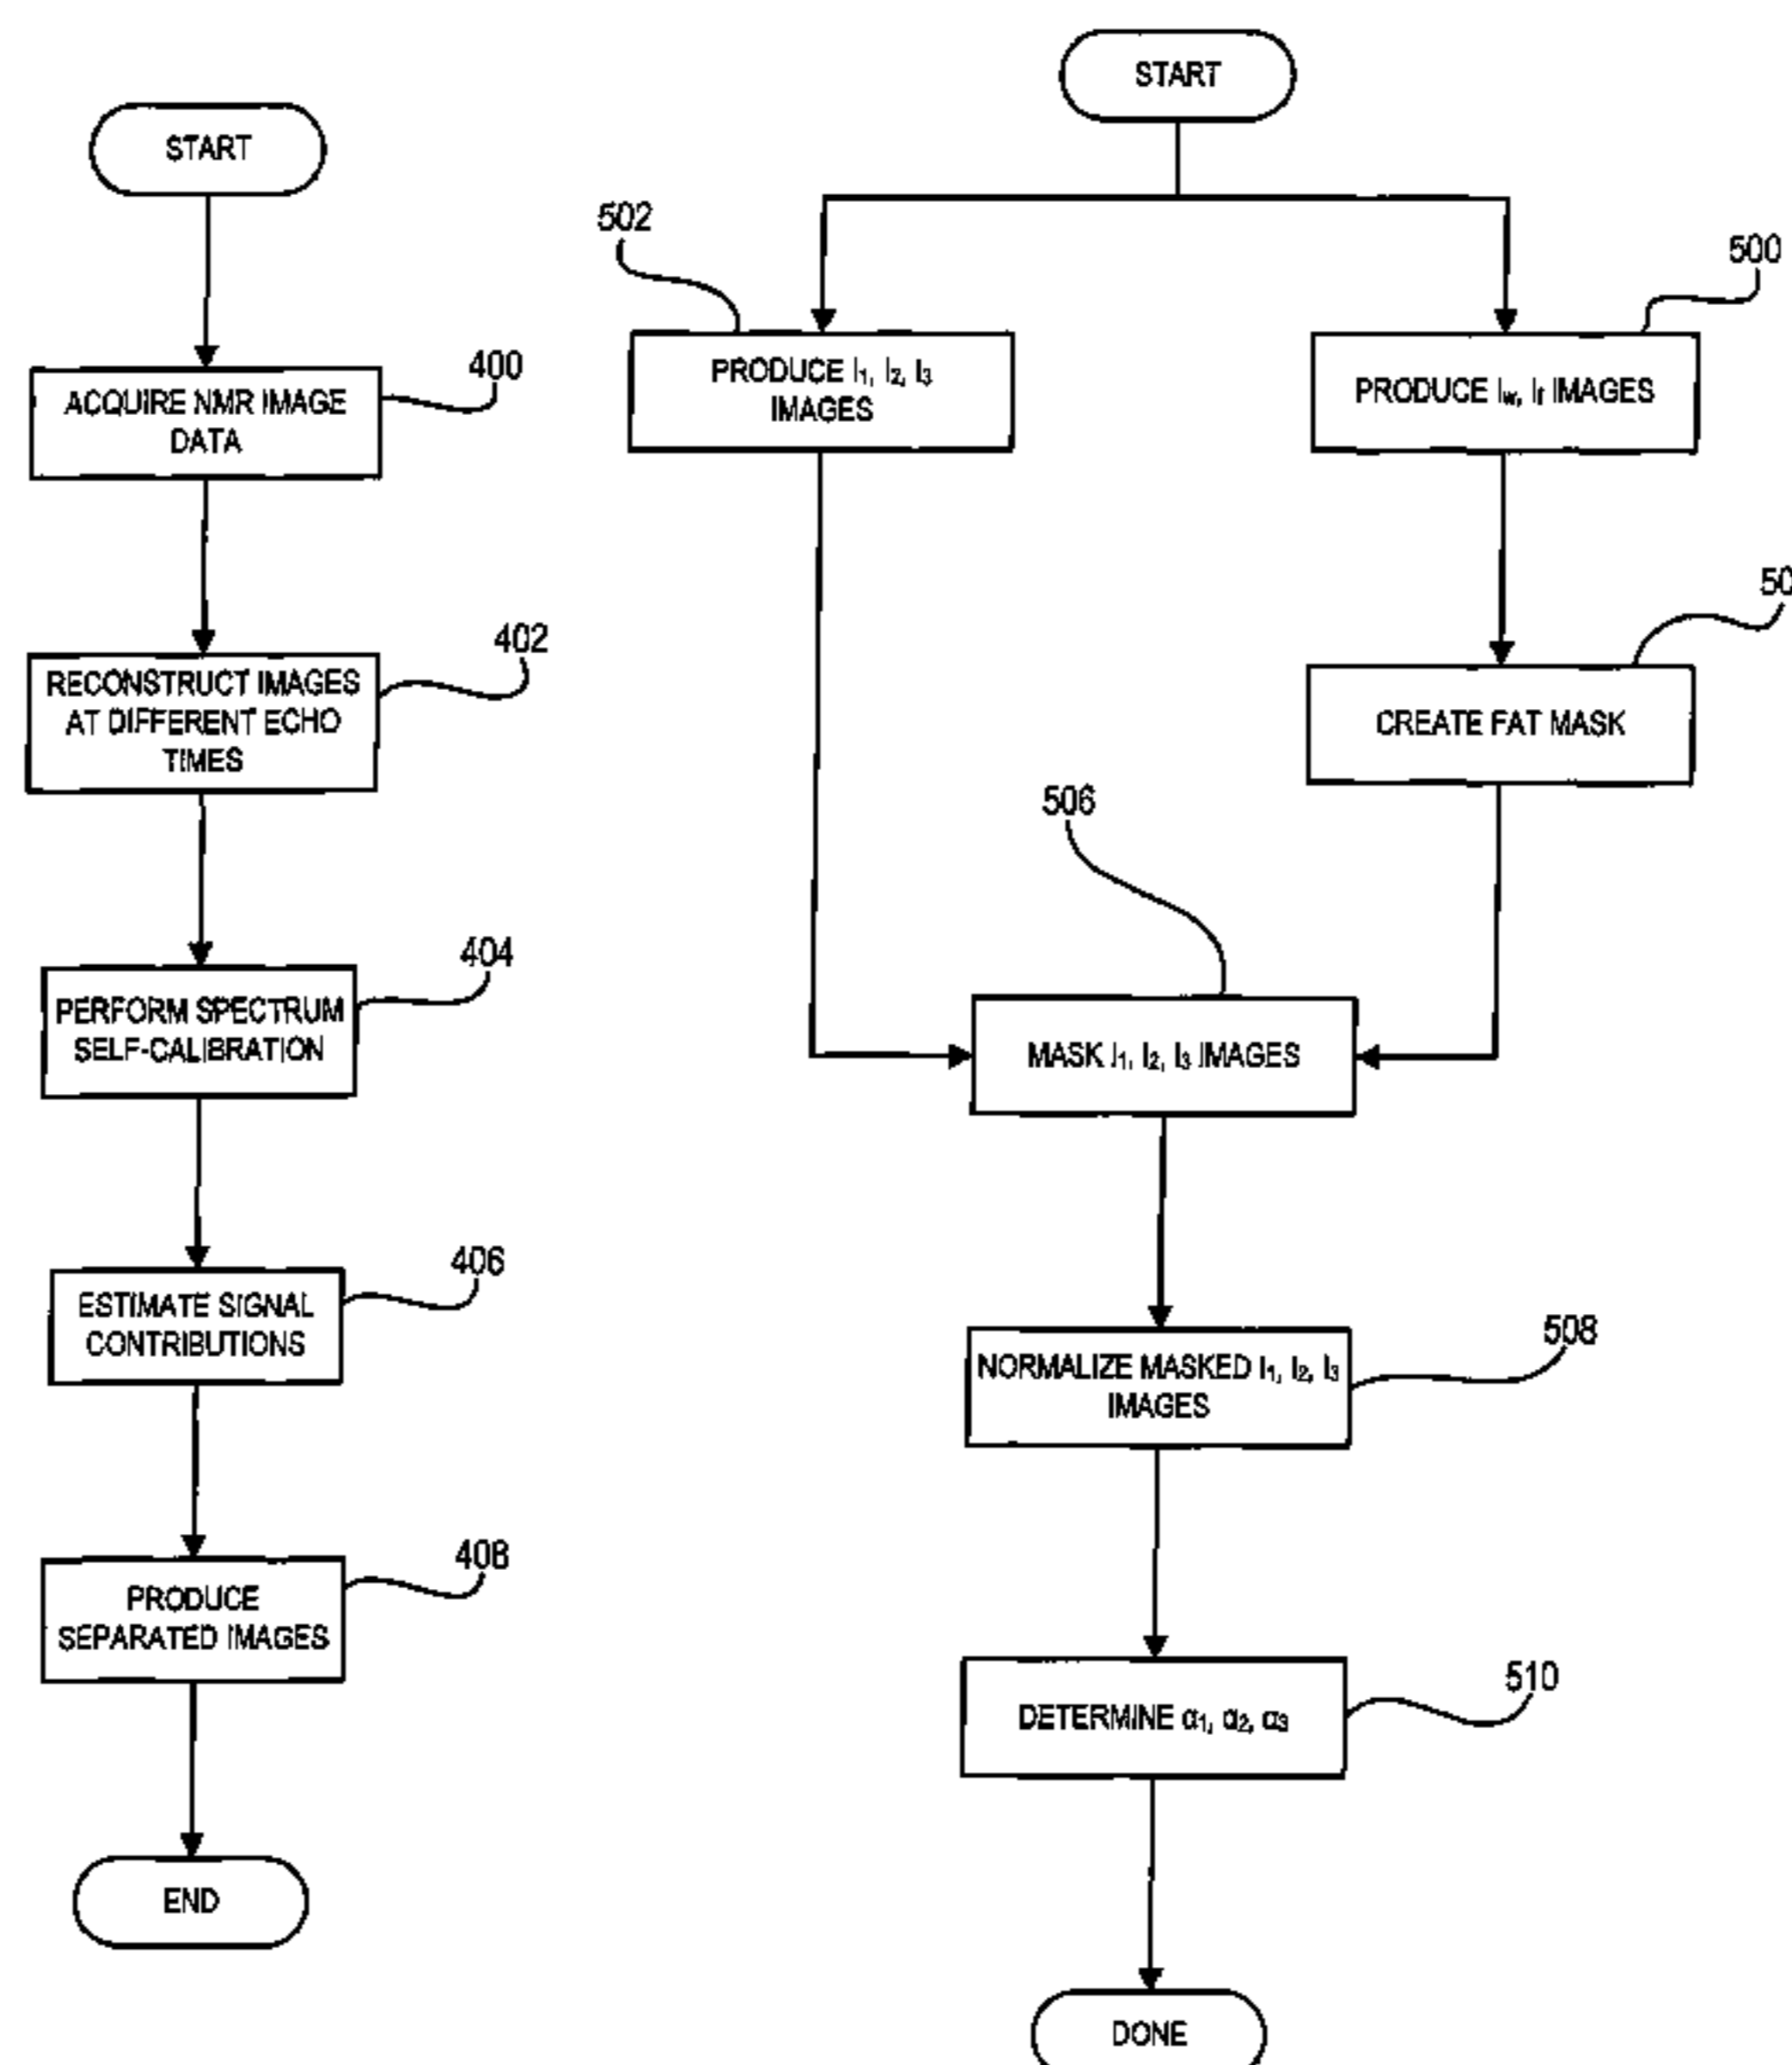 START
400
ACQUIRE NMR IMAGE
DATA
402
RECONSTRUCT IMAGES
AT DIFFERENT ECHO
TIMES
404
PERFORM SPECTRUM
SELF-CALIBRATION
406
ESTIMATE SIGNAL
CONTRIBUTIONS
408
PRODUCE
SEPARATED IMAGES
END
START
502
PRODUCE I₁, I₂, I₃
IMAGES
500
PRODUCE I_w, I_f IMAGES
50
CREATE FAT MASK
506
MASK I₁, I₂, I₃ IMAGES
508
NORMALIZE MASKED I₁, I₂, I₃
IMAGES
510
DETERMINE α₁, α₂, α₃
DONE